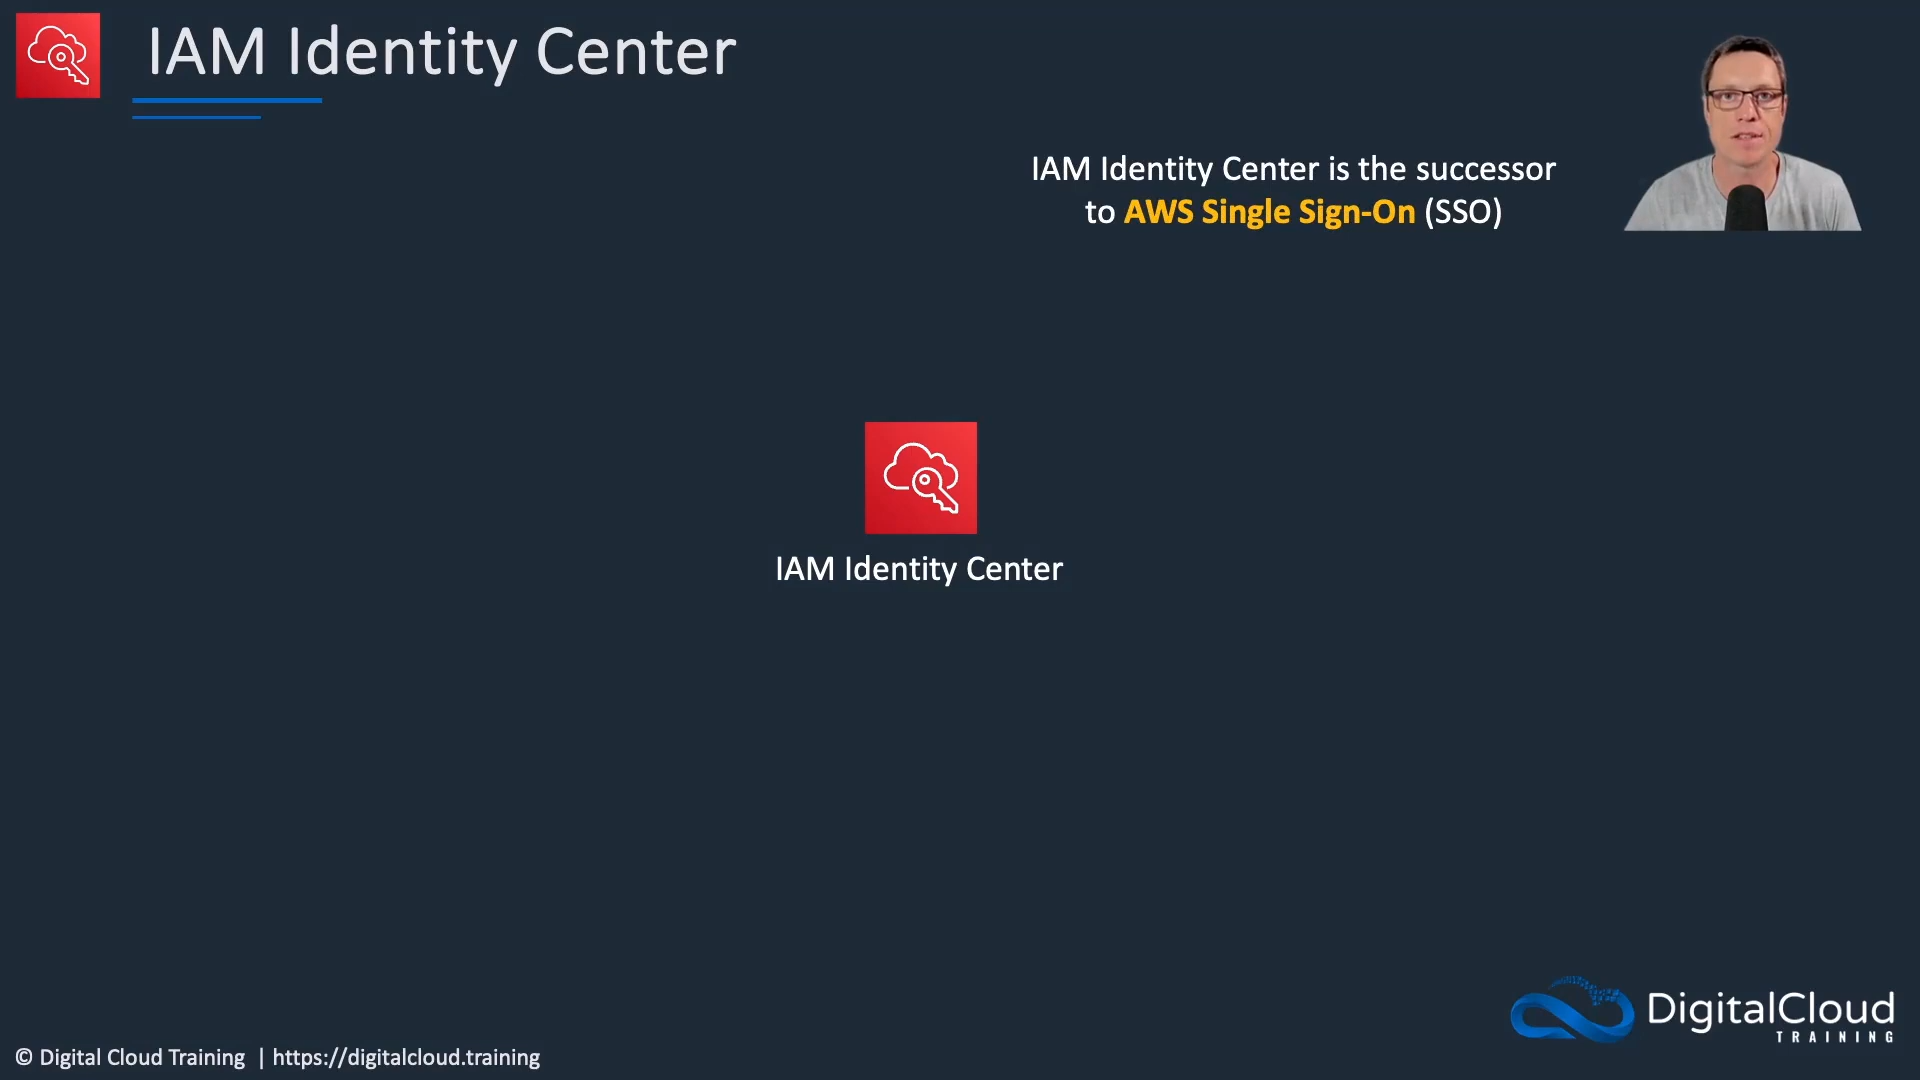 IAM Identity Center
IAM Identity Center is the successor
to AWS Single Sign-On (SSO)
IAM Identity Center
DigitalCloud
TRAINING
© Digital Cloud Training | https://digitalcloud.training